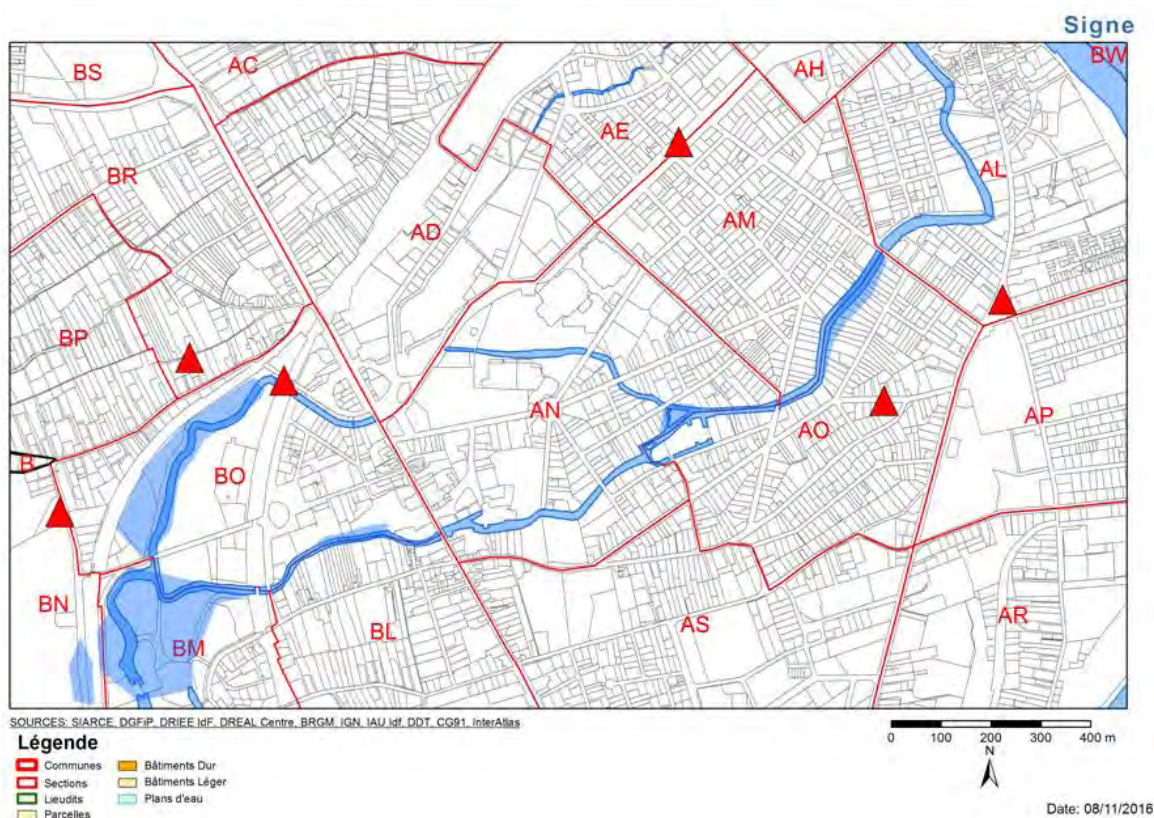 Signe
BS
AC
AH
BW
AE
BR
AL
AD
AM
BP
AN
AO
AP
B
BO
BN
BM
BL
AS
AR
SOURCES: SIARCE, DGFiP, DRIEE IdF, DREAL Centre, BRGM, IGN, IAU îdf, DDT, CG91, InterAtlas
0 100 200 300 400 m
N
Légende
Communes
Bâtiments Dur
Sections
Bâtiments Léger
Lieudits
Plans d'eau
Parcelles
Date: 08/11/2016